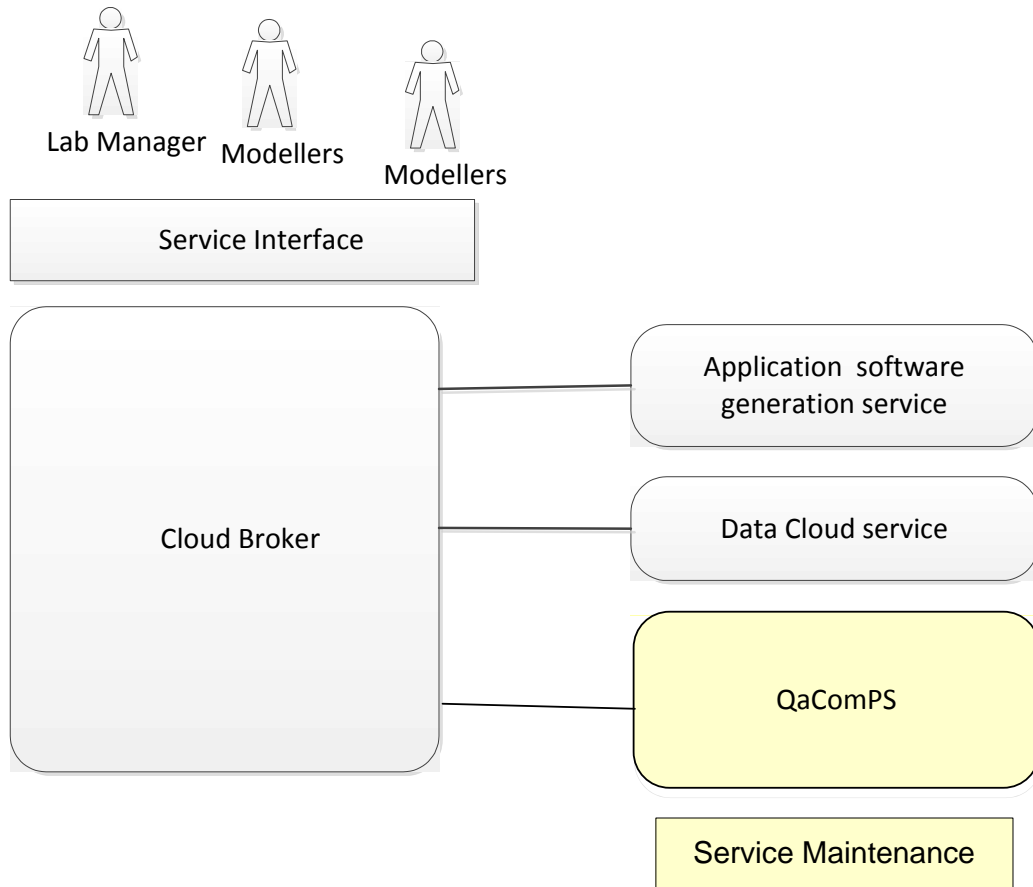 Lab Manager
Modellers
Modellers
Service Interface
Cloud Broker
Application software
generation service
Data Cloud service
QaComPS
Service Maintenance